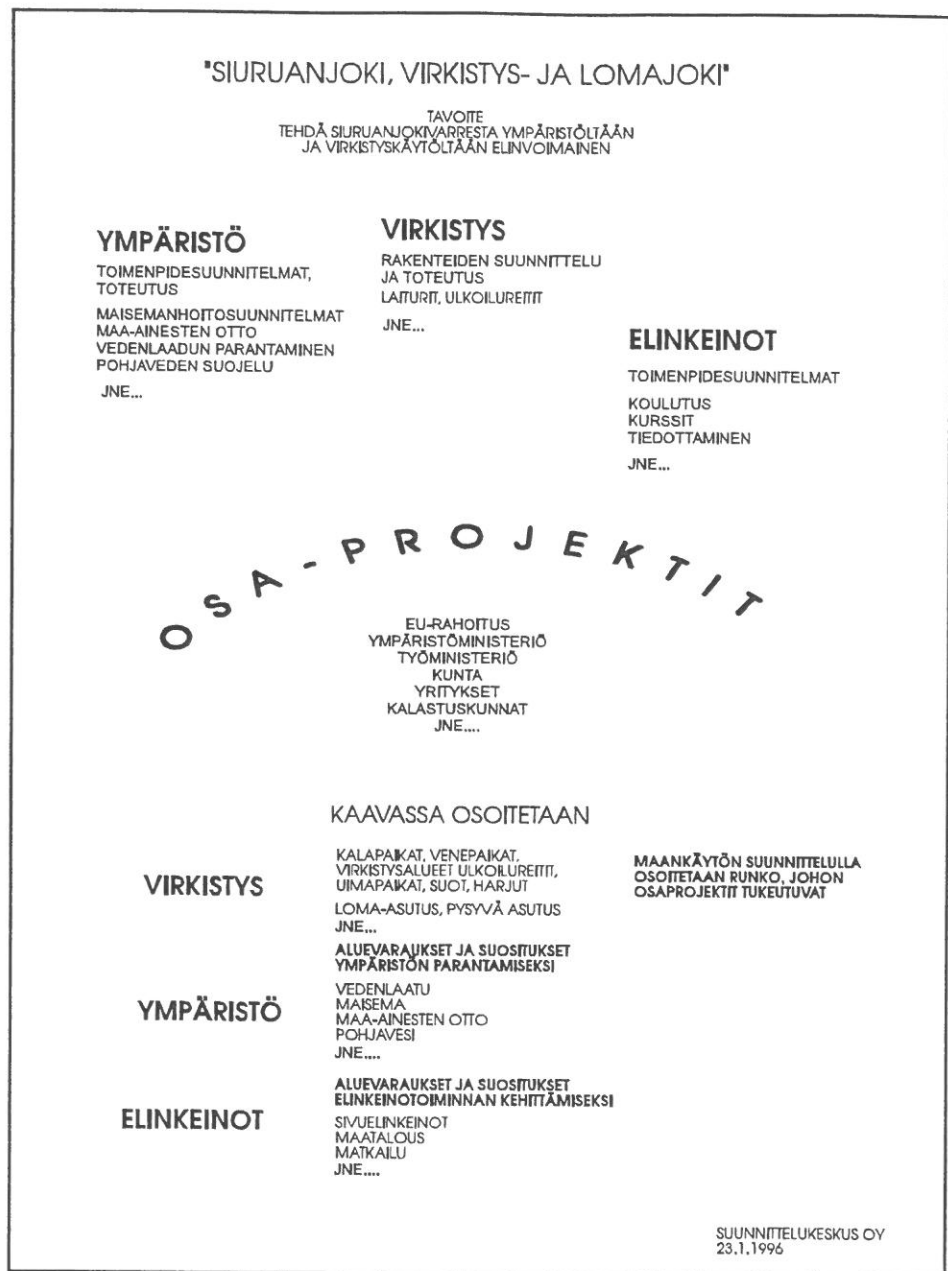 "SIURUANJOKI, VIRKISTYS- JA LOMAJOKI"
TAVOITE
TEHDÄ SIURUANJOKIVARRESTA YMPÄRISTÖLTÄÄN
JA VIRKISTYSKÄYTÖLTÄÄN ELINVOIMAINEN
YMPÄRISTÖ
TOIMENPIDESUUNNITELMAT,
TOTEUTUS
MAISEMANHOITOSUUNNITELMAT
MAA-AINESTEN OTTO
VEDENLAADUN PARANTAMINEN
POHJAVEDEN SUOJELU
JNE...
VIRKISTYS
RAKENTEIDEN SUUNNITTELU
JA TOTEUTUS
LAITURIT, ULKOILUREITIT
JNE...
ELINKEINOT
TOIMENPIDESUUNNITELMAT
KOULUTUS
KURSSIT
TIEDOTTAMINEN
JNE...
OSA-PROJEKTIT
EU-RAHOITUS
YMPÄRISTÖMINISTERIÖ
TYÖMINISTERIÖ
KUNTA
YRITYKSET
KALASTUSKUNNAT
JNE....
KAAVASSA OSOITETAAN
VIRKISTYS
KALAPAIKAT, VENEPAIKAT,
VIRKISTYSALUEET ULKOILUREITIT,
UIMAPAIKAT, SUOT, HARJUT
LOMA-ASUTUS, PYSYVÄ ASUTUS
JNE...
MAANKÄYTÖN SUUNNITTELULLA
OSOITETAAN RUNKO, JOHON
OSAPROJEKTIT TUKEUTUVAT
ALUEVARAUKSET JA SUOSITUKSET
YMPÄRISTÖN PARANTAMISEKSI
YMPÄRISTÖ
VEDENLAATU
MAISEMA
MAA-AINESTEN OTTO
POHJAVESI
JNE....
ALUEVARAUKSET JA SUOSITUKSET
ELINKEINOTOIMINNAN KEHITTÄMISEKSI
ELINKEINOT
SIVUELINKEINOT
MAATALOUS
MATKAILU
JNE....
SUUNNITTELUKESKUS OY
23.1.1996